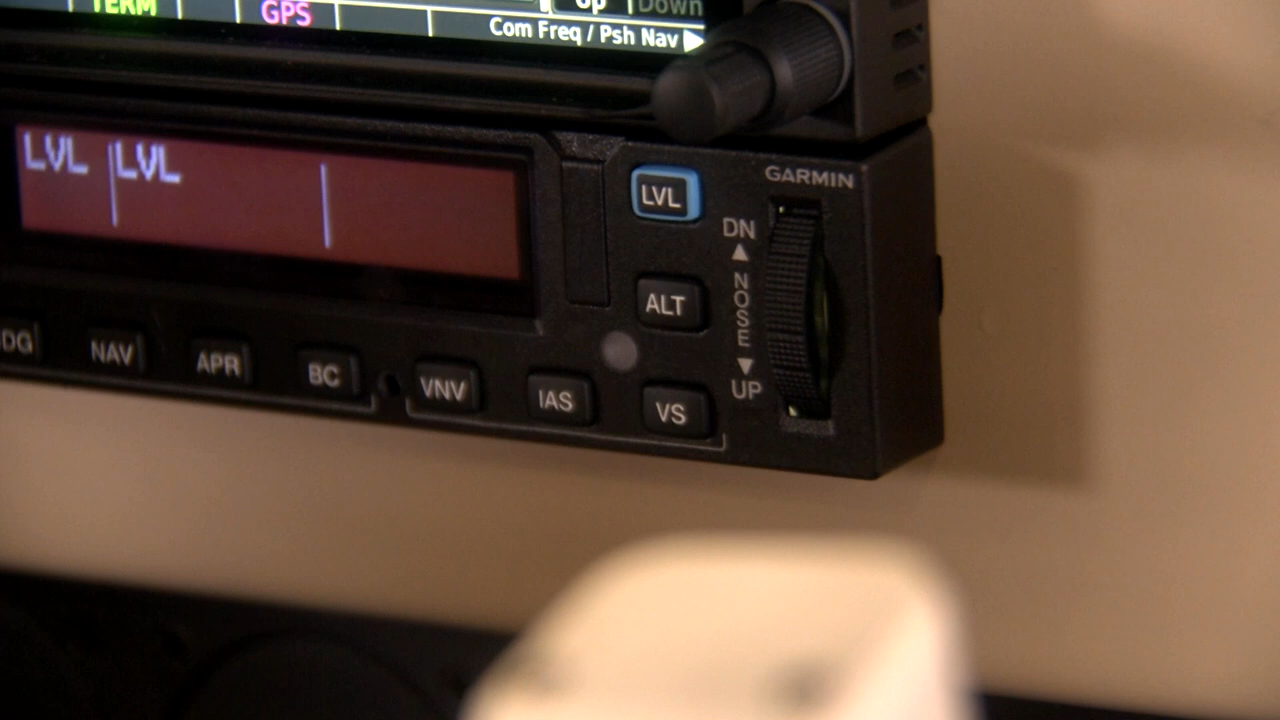 TERM
GPS
Up
Down
Com Freq / Psh Nav
LVL LVL
LVL
GARMIN
DN
NOSE
UP
ALT
NAV
APR
BC
VNV
IAS
VS